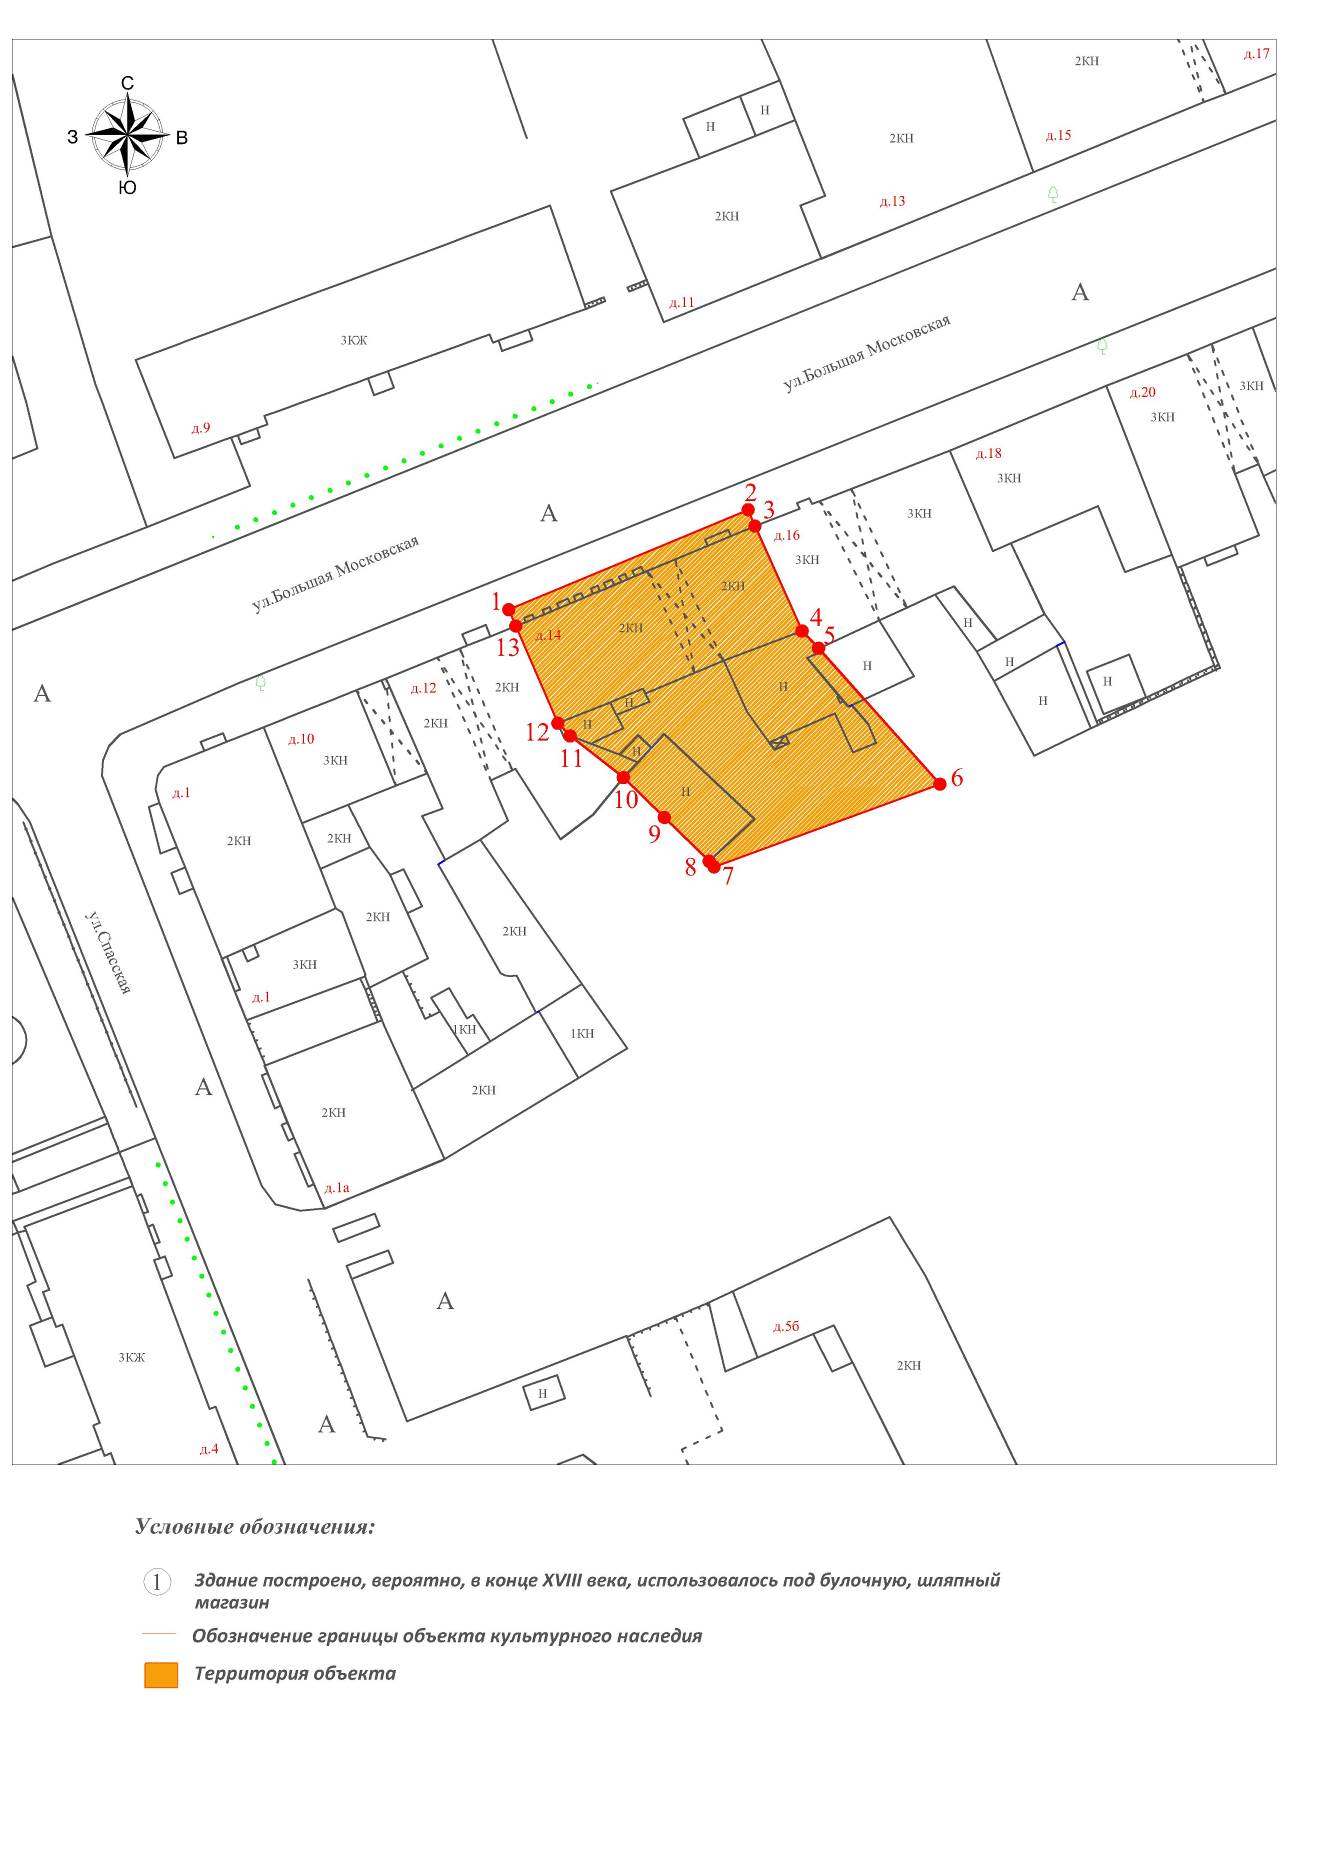 д.17
2КН
С
Н
Н
З
В
2КН
д.15
Ю
д.13
2КН
А
д.11
ул.Большая Московская
3КЖ
3КН
д.20
3КН
д.9
д.18
3КН
2
А
3
3КН
д.16
3КН
ул.Большая Московская
2КН
1
4
2КН
д.14
13
5
Н
Н
Н
Н
Н
2КН
д.12
Н
Н
А
2КН
Н
12
Н
д.10
11
Н
3КН
6
д.1
Н
10
9
2КН
2КН
8
7
ул.Спасская
2КН
2КН
3КН
д.1
1КН
1КН
А
2КН
2КН
д.1а
А
д.5б
3КЖ
2КН
Н
А
д.4
Условные обозначения:
1 Здание построено, вероятно, в конце XVIII века, использовалось под булочную, шляпный
магазин
Обозначение границы объекта культурного наследия
Территория объекта